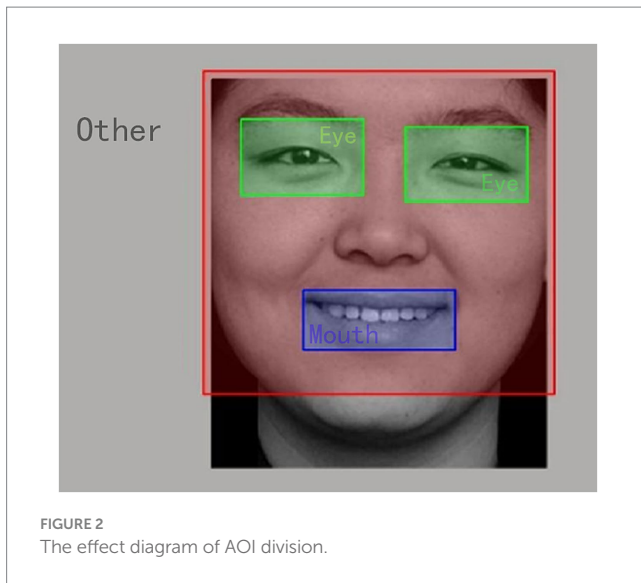 Other
Eye
Eye
Mouth
FIGURE 2
The effect diagram of AOI division.